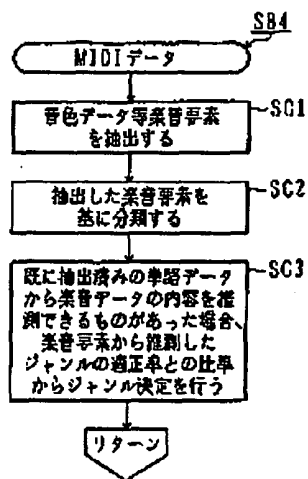 SB4
MIDIデータ
SC1
音色データ等楽音要素
を抽出する
SC2
抽出した楽音要素を
基に分類する
SC3
既に抽出済みの単語データ
から楽音データの内容を推
測できるものがあった場合、
楽音要素から推測した
ジャンルの適正率との比率
からジャンル決定を行う
リターン